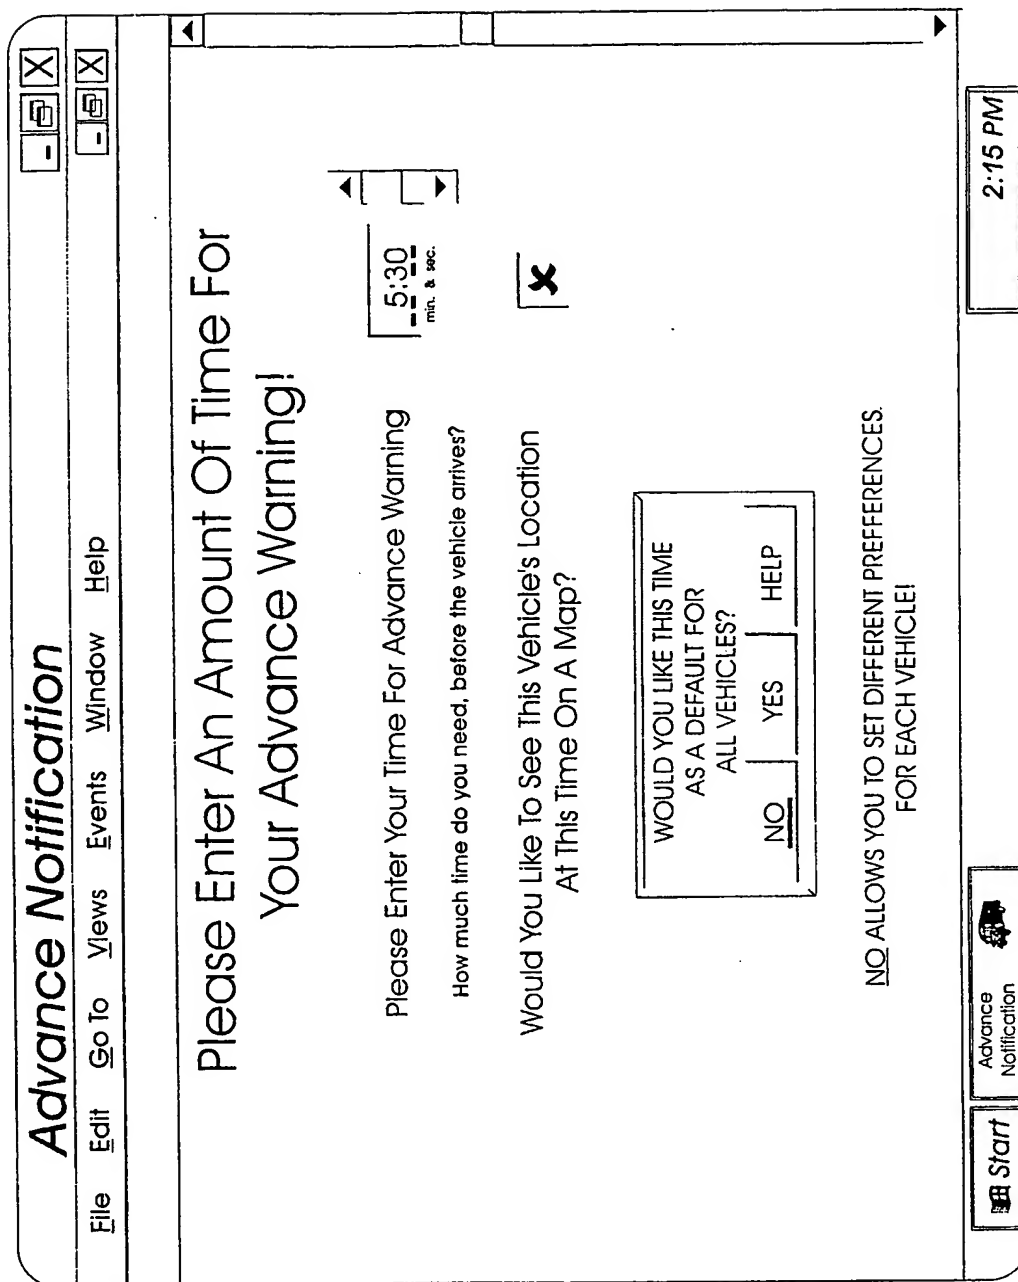 Advance Notification
File Edit Go To Views Events Window Help
Please Enter An Amount Of Time For
Your Advance Warning!
Please Enter Your Time For Advance Warning
5:30
min. & sec.
How much time do you need, before the vehicle arrives?
Would You Like To See This Vehicle's Location
At This Time On A Map?
WOULD YOU LIKE THIS TIME
AS A DEFAULT FOR
ALL VEHICLES?
NO YES HELP
NO ALLOWS YOU TO SET DIFFERENT PREFFERENCES.
FOR EACH VEHICLE!
Start
Advance
Notification
2:15 PM